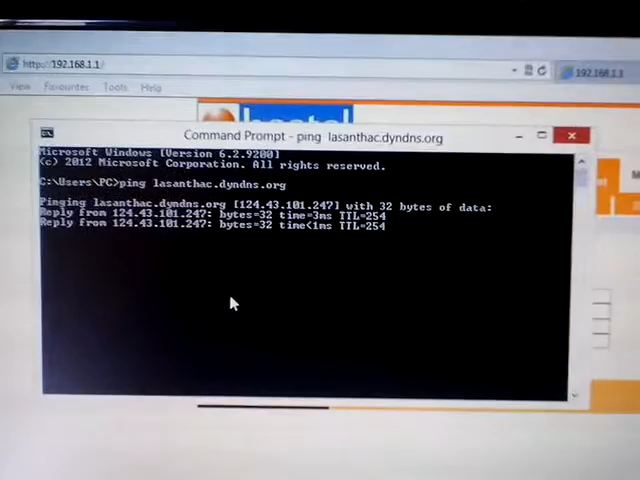 http://192.168.1.1/
192.168.1.1
View Favourites Tools Help
Command Prompt - ping lasanthac.dyndns.org
Microsoft Windows [Version 6.2.9200]
(c) 2012 Microsoft Corporation. All rights reserved.
C:\Users\PC>ping lasanthac.dyndns.org
Pinging lasanthac.dyndns.org [124.43.101.247] with 32 bytes of data:
Reply from 124.43.101.247: bytes=32 time=3ms TTL=254
Reply from 124.43.101.247: bytes=32 time<1ms TTL=254